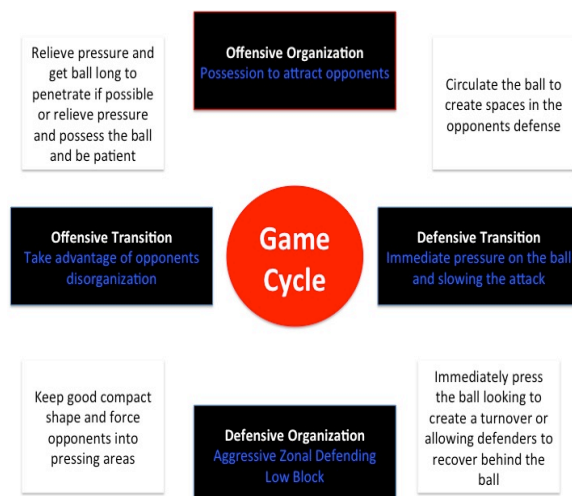 Relieve pressure and
get ball long to
penetrate if possible
or relieve pressure
and possess the ball
and be patient
Offensive Organization
Possession to attract opponents
Circulate the ball to
create spaces in the
opponents defense
Offensive Transition
Take advantage of opponents
disorganization
Game
Cycle
Defensive Transition
Immediate pressure on the ball
and slowing the attack
Keep good compact
shape and force
opponents into
pressing areas
Defensive Organization
Aggressive Zonal Defending
Low Block
Immediately press
the ball looking to
create a turnover or
allowing defenders to
recover behind the
ball